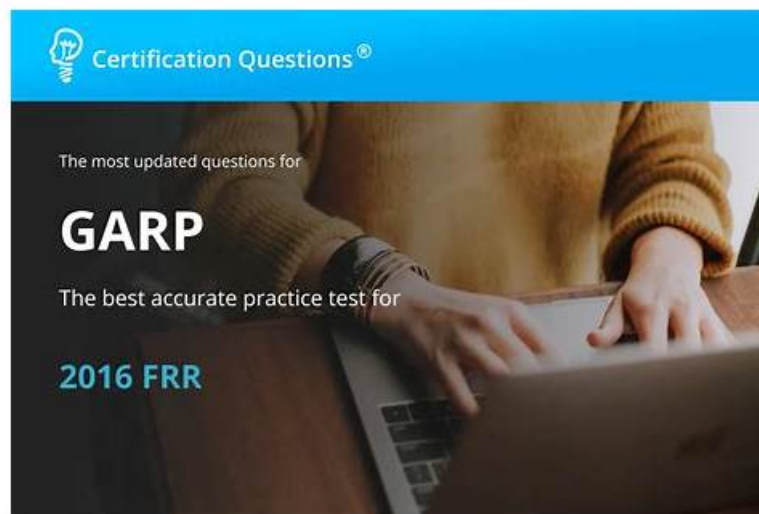 Certification Questions®
The most updated questions for
GARP
The best accurate practice test for
2016 FRR